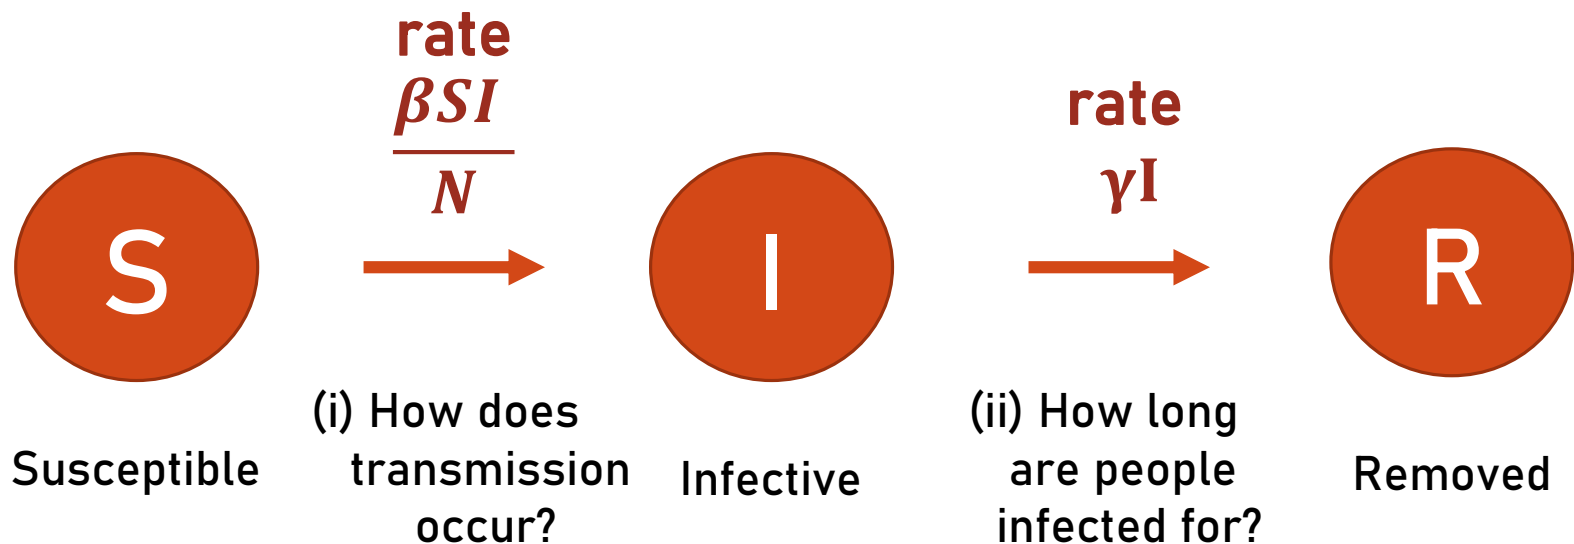 rate
βSI
N
rate
γI
S
I
R
(i) How does
transmission
occur?
(ii) How long
are people
infected for?
Susceptible
Infective
Removed